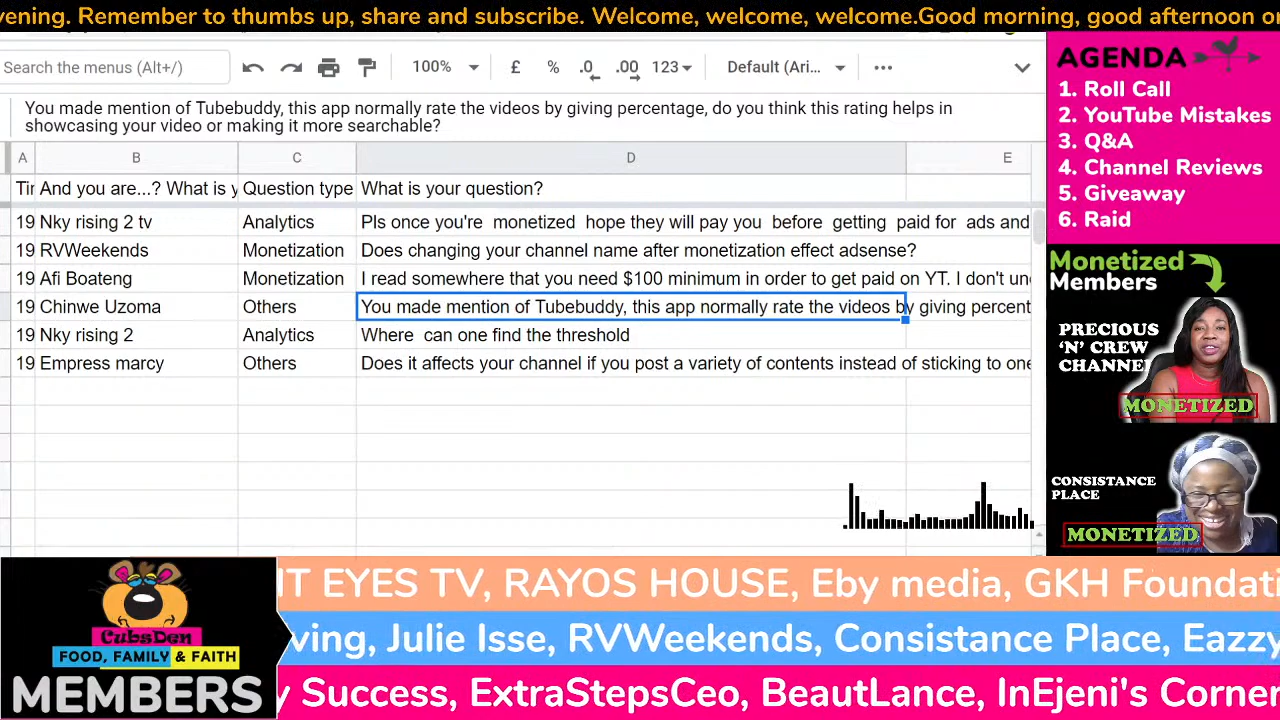 vening. Remember to thumbs up, share and subscribe. Welcome, welcome, welcome.Good morning, good afternoon or
Search the menus (Alt+/)
100%
£ % .0 .00 123
Default (Ari...
You made mention of Tubebuddy, this app normally rate the videos by giving percentage, do you think this rating helps in
showcasing your video or making it more searchable?
A B C D E
Tir And you are...? What is y Question type What is your question?
19 Nky rising 2 tv Analytics Pls once you're monetized hope they will pay you before getting paid for ads and
19 RVWeekends Monetization Does changing your channel name after monetization effect adsense?
19 Afi Boateng Monetization I read somewhere that you need $100 minimum in order to get paid on YT. I don't un
19 Chinwe Uzoma Others You made mention of Tubebuddy, this app normally rate the videos by giving percent
19 Nky rising 2 Analytics Where can one find the threshold
19 Empress marcy Others Does it affects your channel if you post a variety of contents instead of sticking to one
AGENDA
1. Roll Call
2. YouTube Mistakes
3. Q&A
4. Channel Reviews
5. Giveaway
6. Raid
Monetized
Members
PRECIOUS
‘N’ CREW
CHANNEL
MONETIZED
CONSISTANCE
PLACE
MONETIZED
CubsDen
FOOD, FAMILY & FAITH
MEMBERS
IT EYES TV, RAYOS HOUSE, Eby media, GKH Foundati
ving, Julie Isse, RVWeekends, Consistance Place, Eazzy
y Success, ExtraStepsCeo, BeautLance, InEjeni's Corner